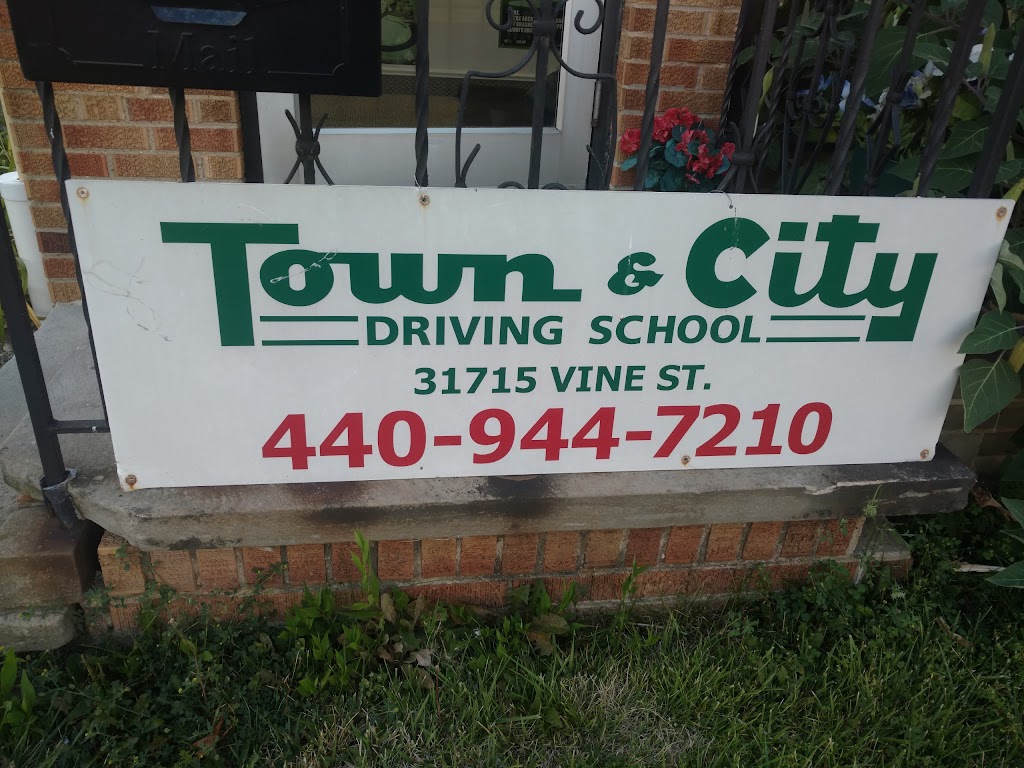 Mail
Town & City
DRIVING SCHOOL
31715 VINE ST.
440-944-7210